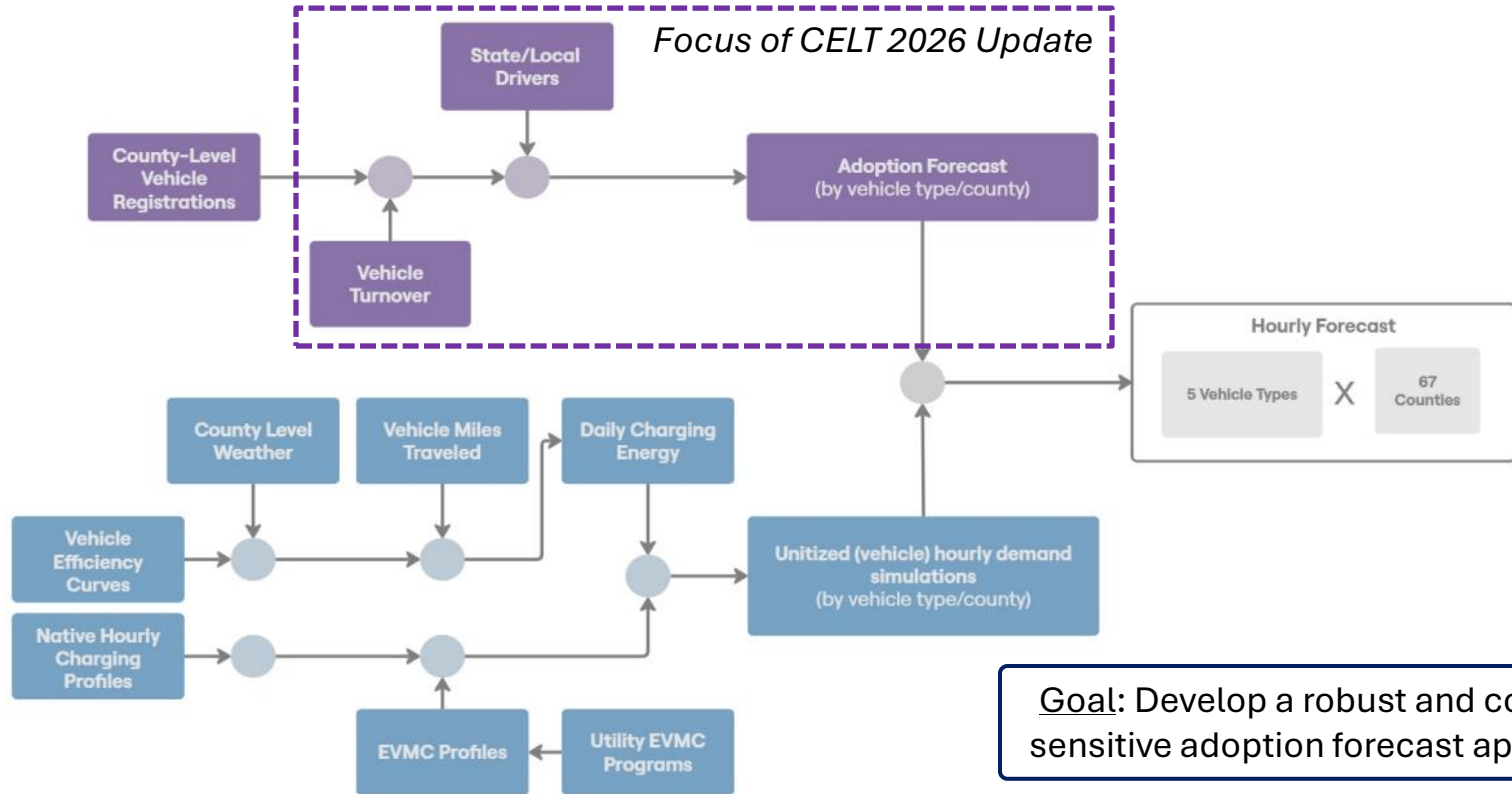 Focus of CELT 2026 Update
State/Local
Drivers
County-Level
Vehicle
Registrations
Adoption Forecast
(by vehicle type/county)
Vehicle
Turnover
Hourly Forecast
5 Vehicle Types
X
67
Counties
County Level
Weather
Vehicle Miles
Traveled
Daily Charging
Energy
Vehicle
Efficiency
Curves
Unitized (vehicle) hourly demand
simulations
(by vehicle type/county)
Native Hourly
Charging
Profiles
EVMC Profiles
Utility EVMC
Programs
Goal: Develop a robust and
sensitive adoption forecast